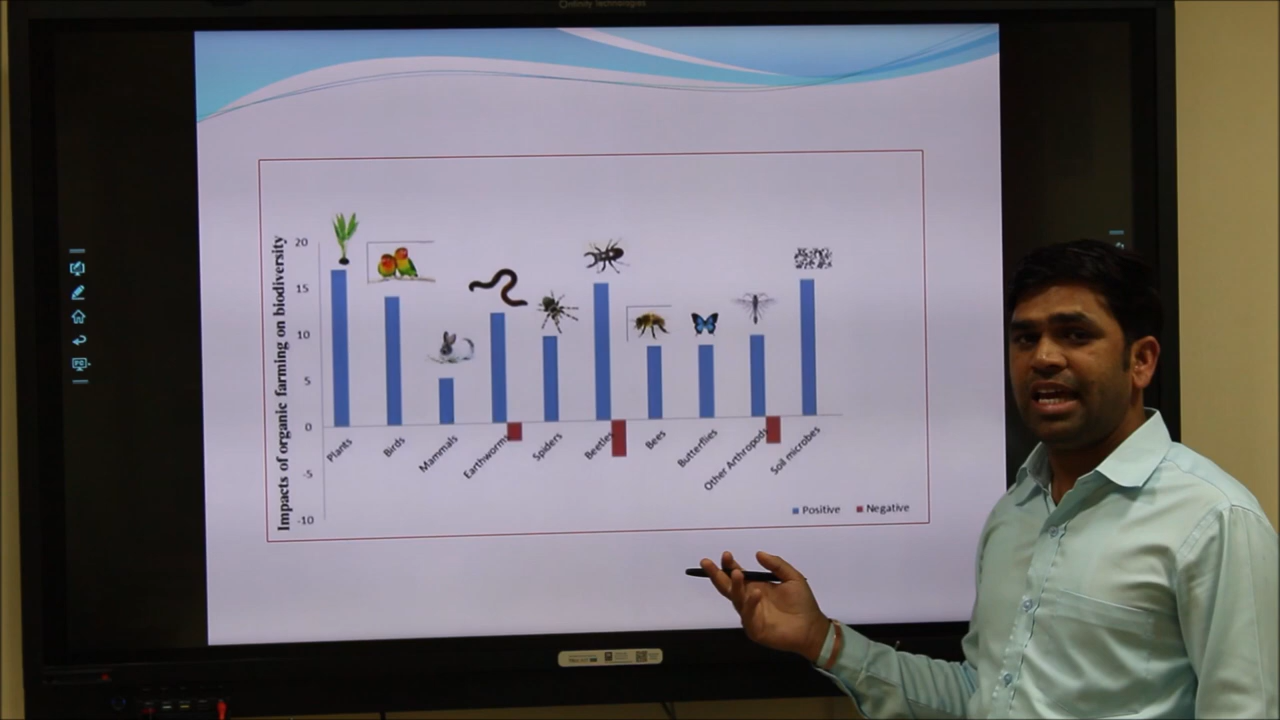 Impacts of organic farming on biodiversity
20
15
10
5
0
-5
-10
Plants
Birds
Mammals
Earthworms
Spiders
Beetles
Bees
Butterflies
Other Arthropods
Soil microbes
Positive
Negative